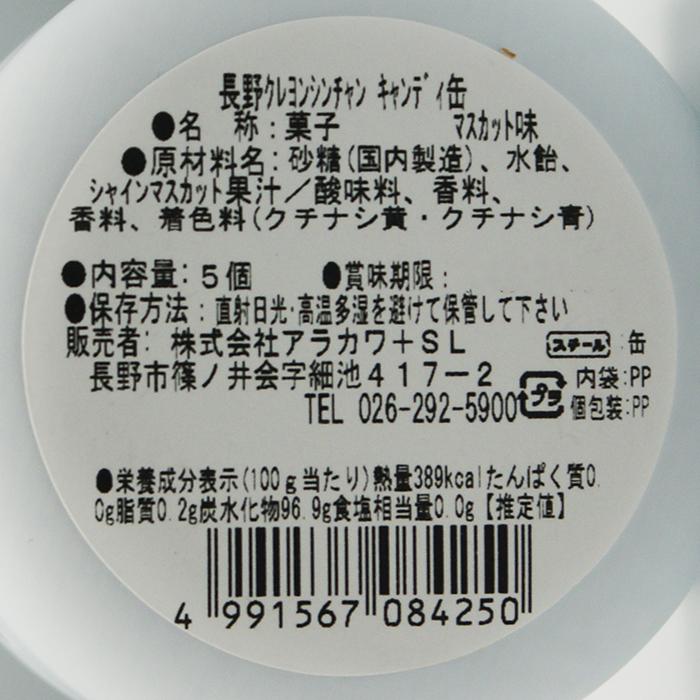 長野クレヨンシンチャン キャンディ缶
●名　称：菓子　　マスカット味
●原材料名：砂糖(国内製造)、水飴、
シャインマスカット果汁／酸味料、香料、
香料、着色料(クチナシ黄・クチナシ青)
●内容量：５個　　●賞味期限：
●保存方法：直射日光・高温多湿を避けて保管して下さい
販売者：株式会社アラカワ＋ＳＬ　　スチール：缶
長野市篠ノ井会字細池４１７－２　　プラ 内袋:PP
TEL 026-292-5900　　個包装:PP
●栄養成分表示(100ｇ当たり)熱量389kcalたんぱく質0.
0g脂質0.2g炭水化物96.9g食塩相当量0.0g【推定値】
4 991567 084250